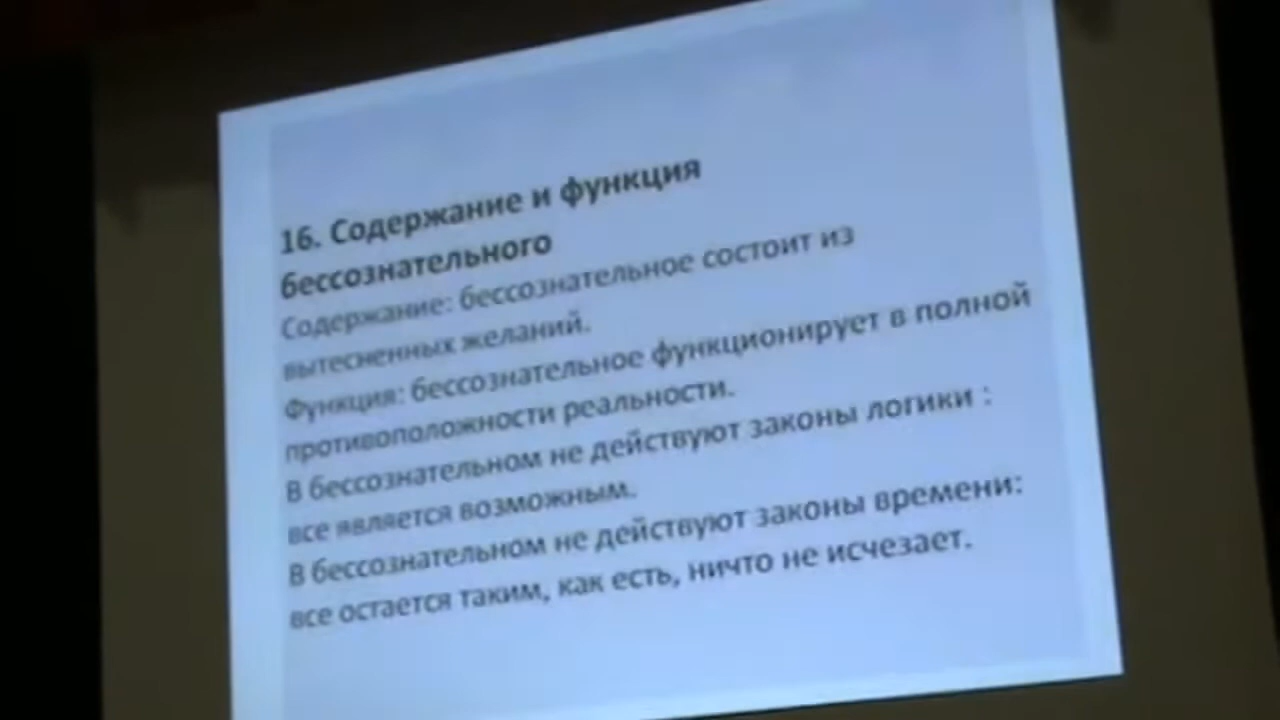 16. Содержание и функция
бессознательного
Содержание: бессознательное состоит из
вытесненных желаний.
Функция: бессознательное функционирует в полной
противоположности реальности.
В бессознательном не действуют законы логики :
все является возможным.
В бессознательном не действуют законы времени:
все остается таким, как есть, ничто не исчезает.